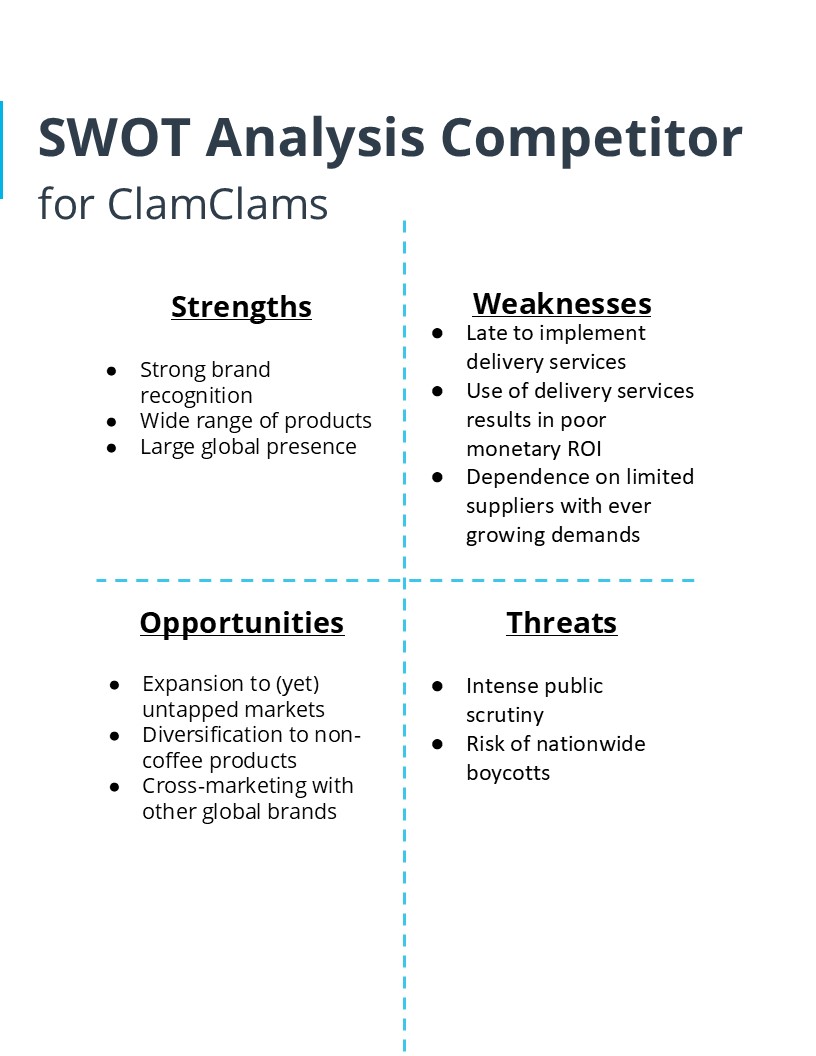 SWOT Analysis Competitor
for ClamClams
Strengths
● Strong brand
recognition
● Wide range of products
● Large global presence
Weaknesses
● Late to implement
delivery services
● Use of delivery services
results in poor
monetary ROI
● Dependence on limited
suppliers with ever
growing demands
Opportunities
● Expansion to (yet)
untapped markets
● Diversification to non-
coffee products
● Cross-marketing with
other global brands
Threats
● Intense public
scrutiny
● Risk of nationwide
boycotts